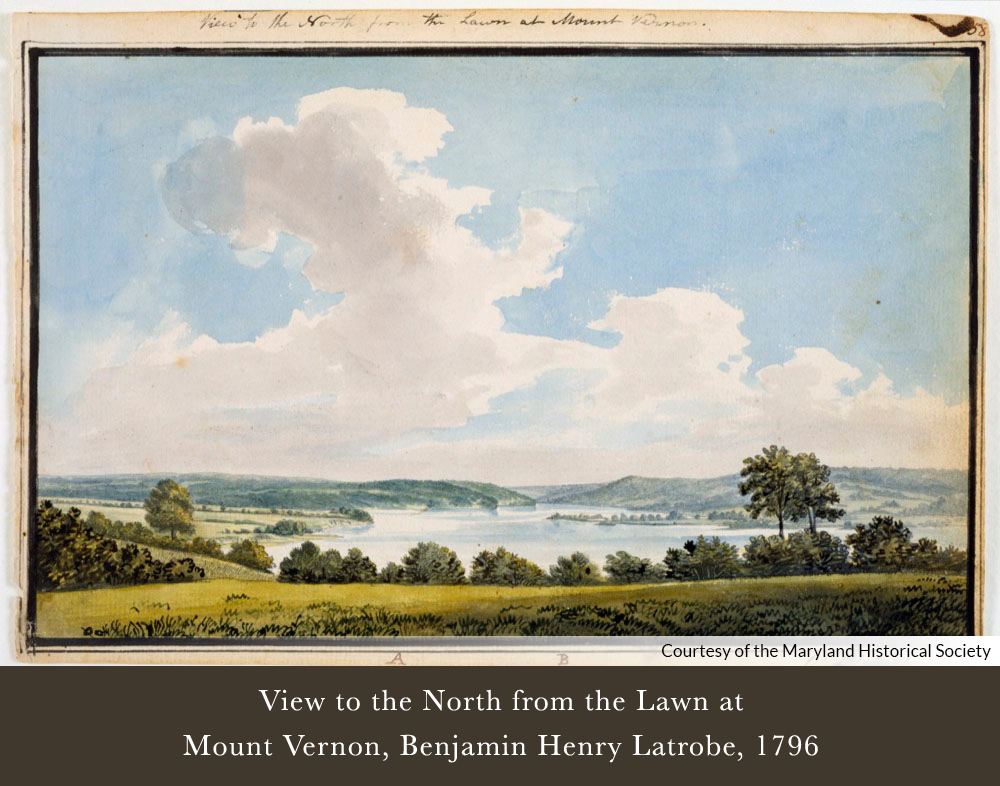 View to the North from the Lawn at Mount Vernon.
58
A B
Courtesy of the Maryland Historical Society
View to the North from the Lawn at
Mount Vernon, Benjamin Henry Latrobe, 1796